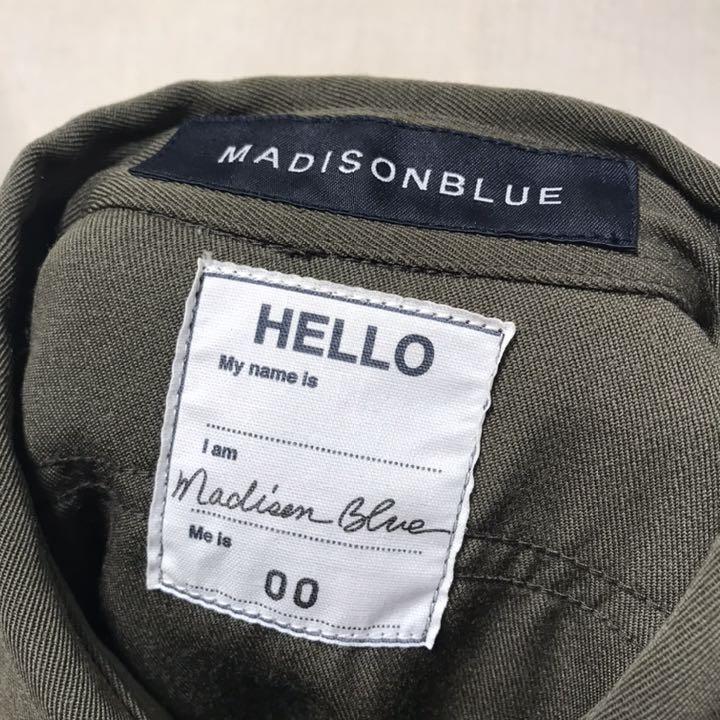 MADISONBLUE
HELLO
My name is
I am
Madison Blue
Me is
00